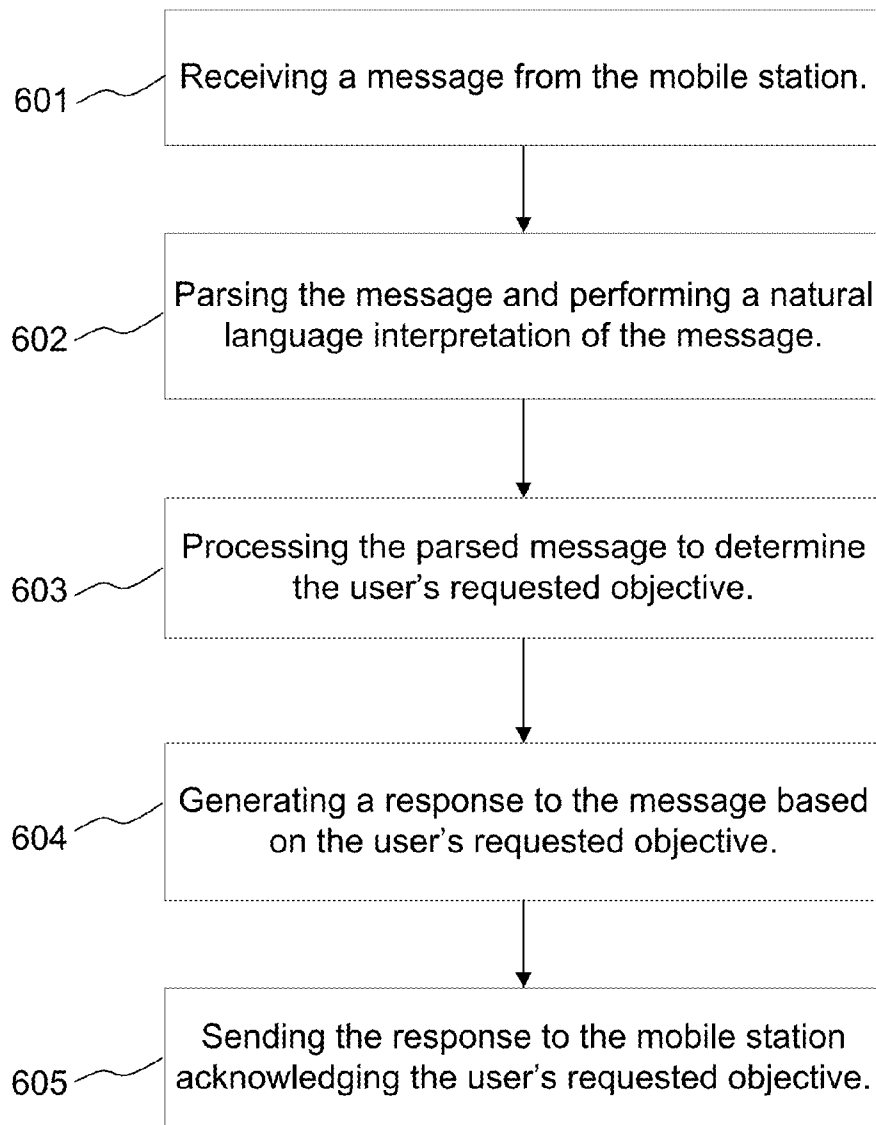 601
Receiving a message from the mobile station.
602
Parsing the message and performing a natural
language interpretation of the message.
603
Processing the parsed message to determine
the user's requested objective.
604
Generating a response to the message based
on the user's requested objective.
605
Sending the response to the mobile station
acknowledging the user's requested objective.